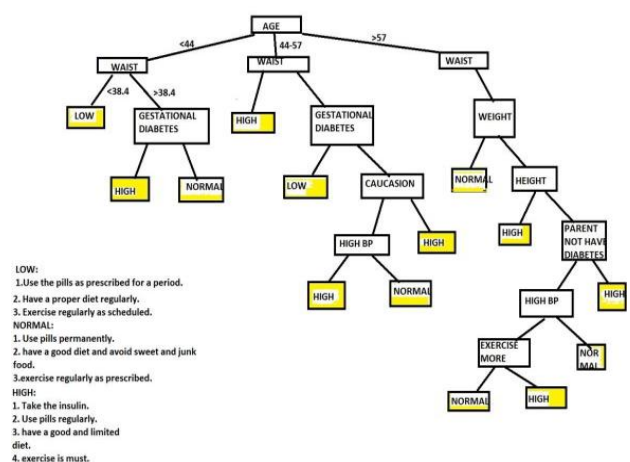 AGE
<44
44-57
>57
WAIST
WAIST
WAIST
<38.4
>38.4
LOW
GESTATIONAL
DIABETES
HIGH
GESTATIONAL
DIABETES
WEIGHT
HIGH
NORMAL
LOW
CAUCASION
NORMAL
HEIGHT
HIGH BP
HIGH
HIGH
PARENT
NOT HAVE
DIABETES
HIGH
NORMAL
HIGH BP
HIGH
EXERCISE
MORE
NOR
MAL
NORMAL
HIGH
LOW:
1.Use the pills as prescribed for a period.
2. Have a proper diet regularly.
3. Exercise regularly as scheduled.
NORMAL:
1. Use pills permanently.
2. have a good diet and avoid sweet and junk
food.
3.exercise regularly as prescribed.
HIGH:
1. Take the insulin.
2. Use pills regularly.
3. have a good and limited
diet.
4. exercise is must.